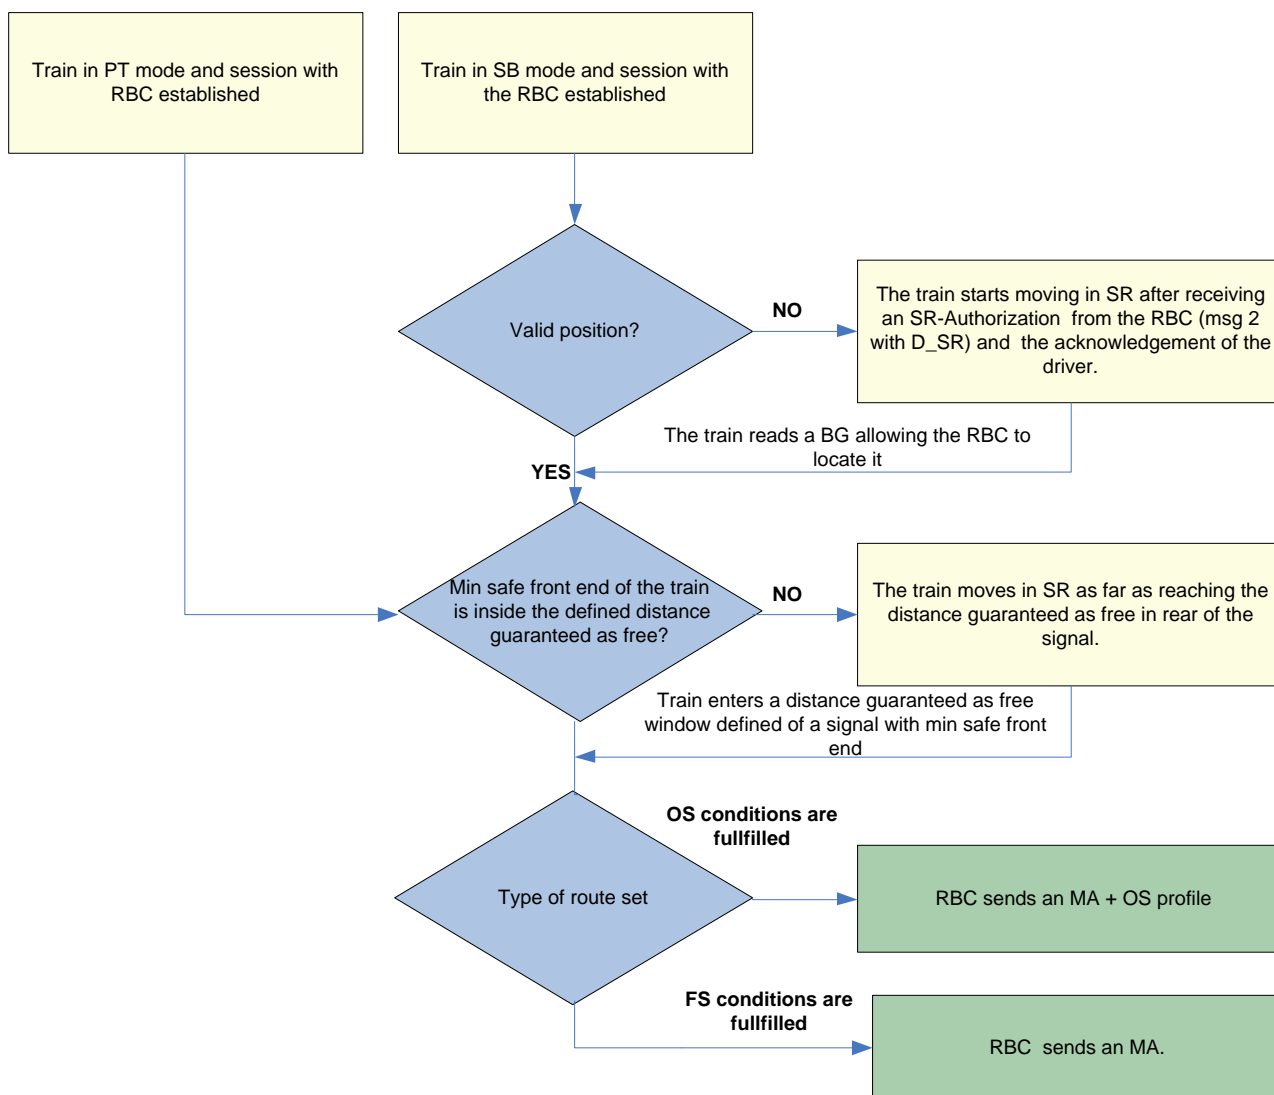 Train in PT mode and session with
RBC established
Train in SB mode and session with
the RBC established
Valid position?
NO
The train starts moving in SR after receiving
an SR-Authorization from the RBC (msg 2
with D_SR) and the acknowledgement of the
driver.
The train reads a BG allowing the RBC to
locate it
YES
Min safe front end of the train
is inside the defined distance
guaranteed as free?
NO
The train moves in SR as far as reaching the
distance guaranteed as free in rear of the
signal.
Train enters a distance guaranteed as free
window defined of a signal with min safe front
end
Type of route set
OS conditions are
fullfilled
RBC sends an MA + OS profile
FS conditions are
fullfilled
RBC sends an MA.